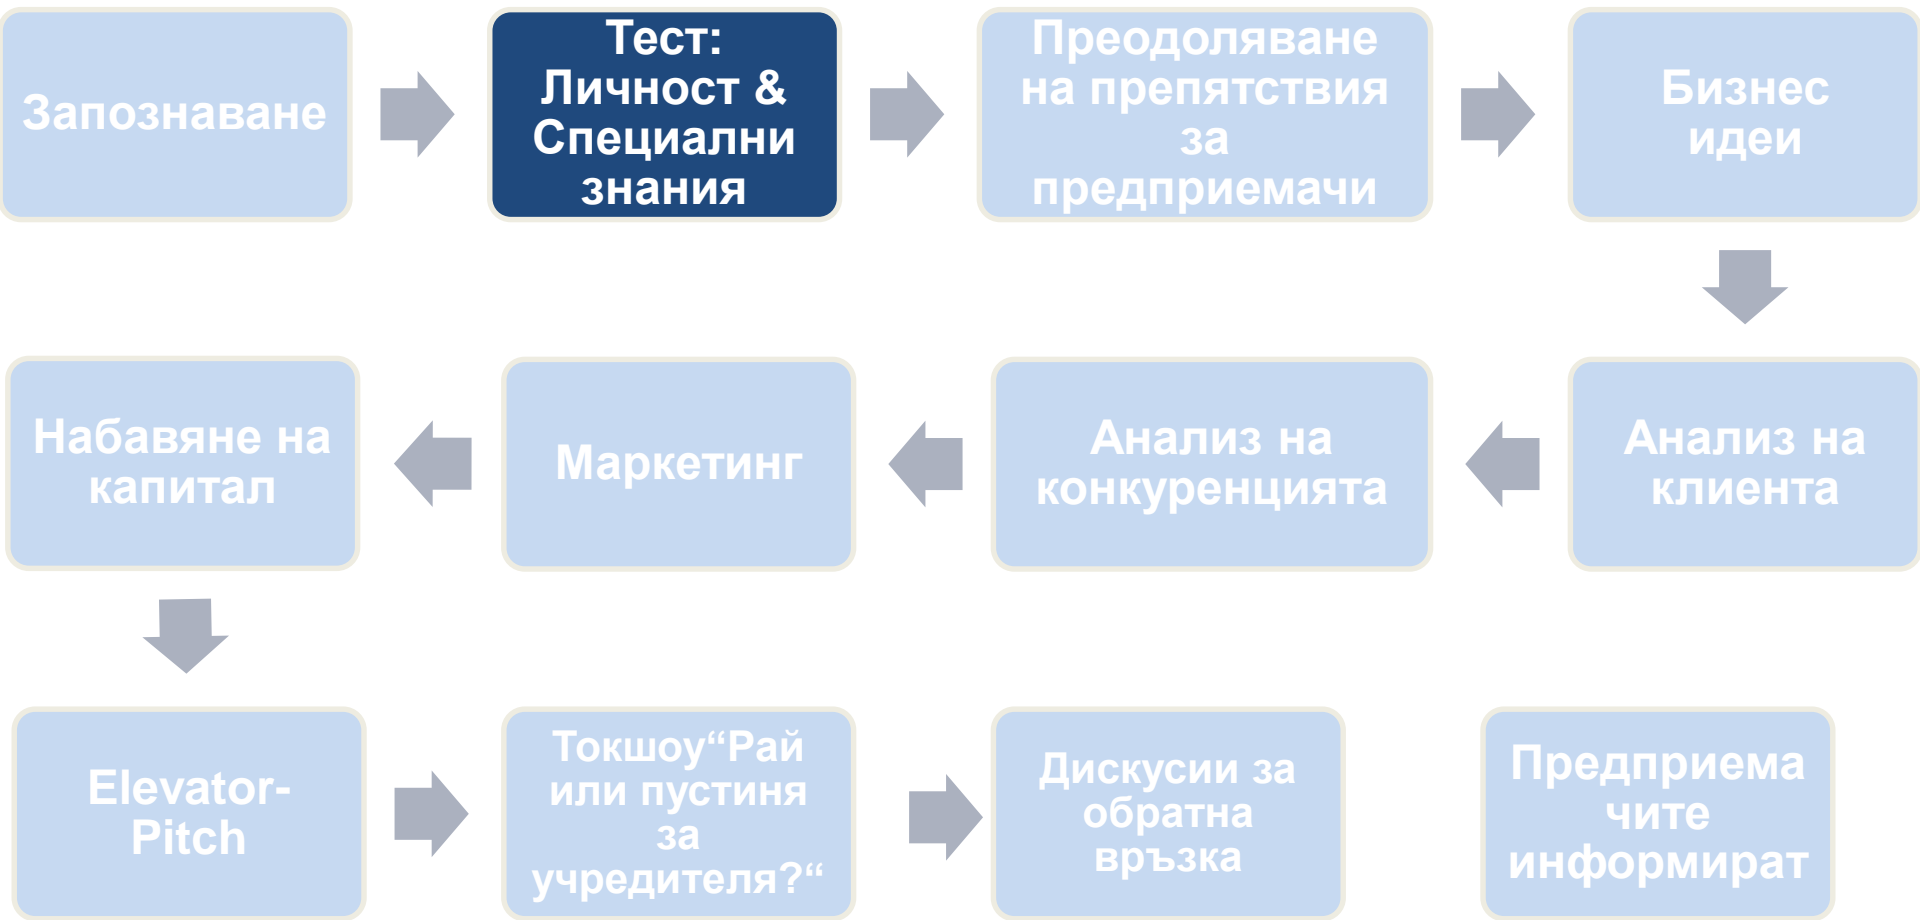 Запознаване
Тест:
Личност &
Специални
знания
Преодоляване
на препятствия
за
предприемачи
Бизнес
идеи
Набавяне на
капитал
Маркетинг
Анализ на
конкуренцията
Анализ на
клиента
Elevator-
Pitch
Токшоу“Рай
или пустиня
за
учредителя?“
Дискусии за
обратна
връзка
Предприема
чите
информират